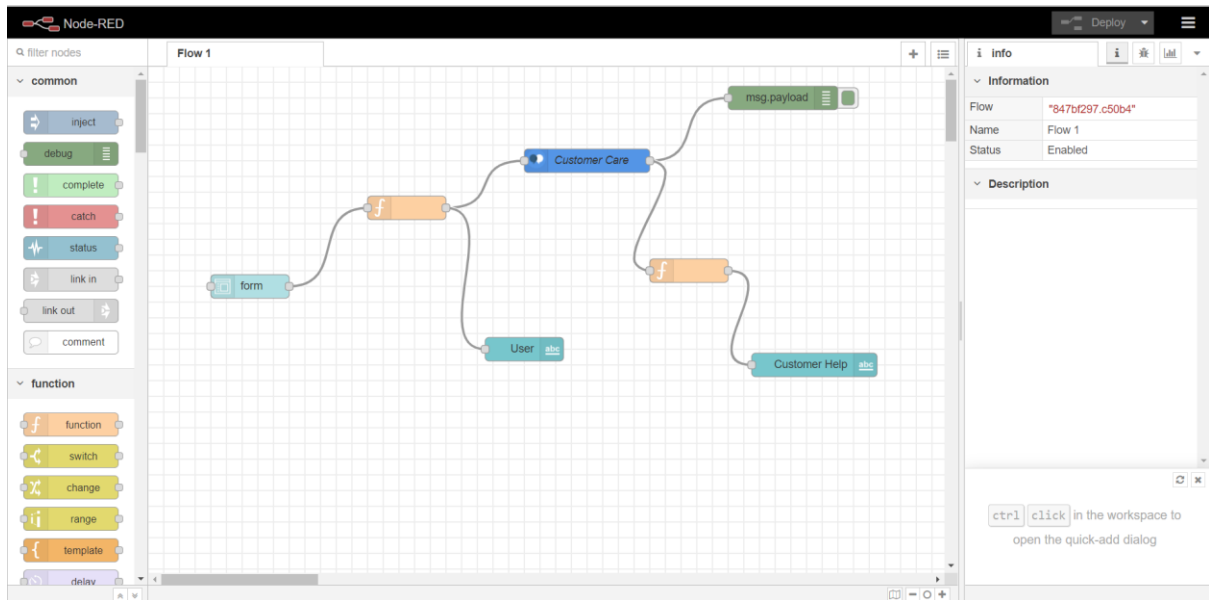 Node-RED
Deploy
filter nodes
Flow 1
i info
i
common
inject
debug
complete
catch
status
link in
link out
comment
function
function
switch
change
range
template
delay
msg.payload
Customer Care
form
User abc
Customer Help abc
Information
Flow "847bf297.c50b4"
Name Flow 1
Status Enabled
Description
ctrl click in the workspace to
open the quick-add dialog